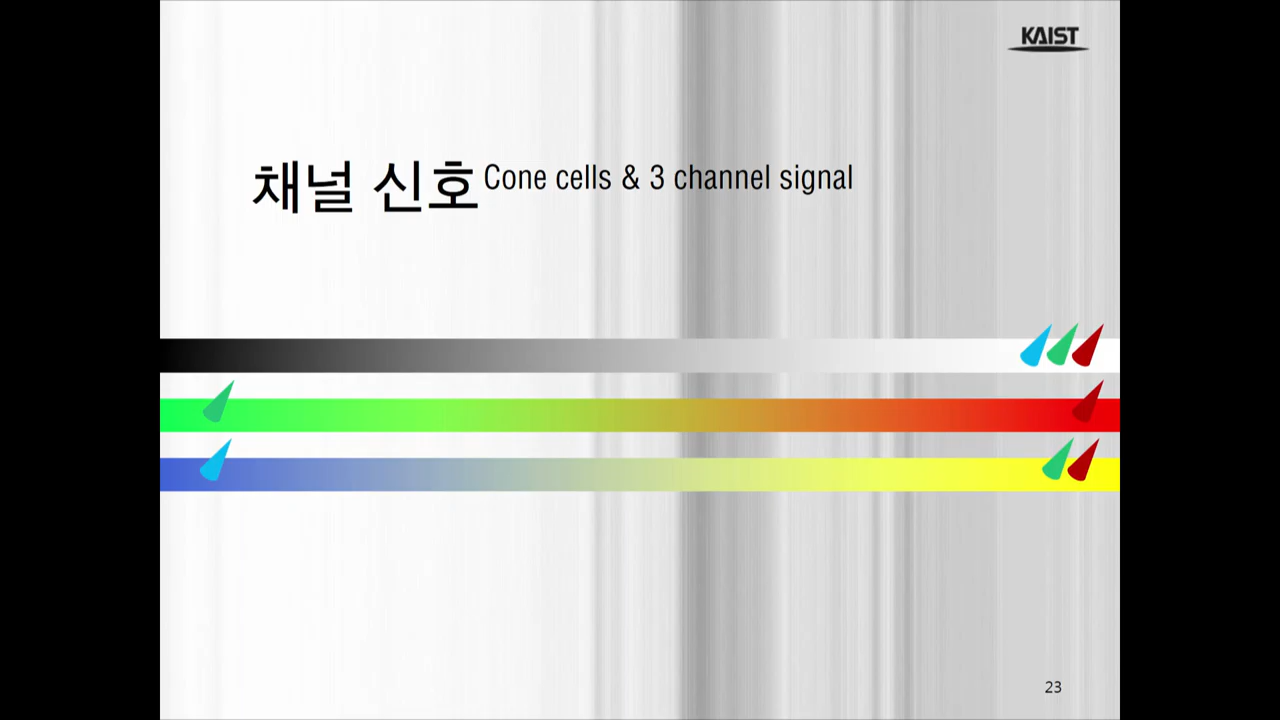 KAIST
채널 신호 Cone cells & 3 channel signal
23